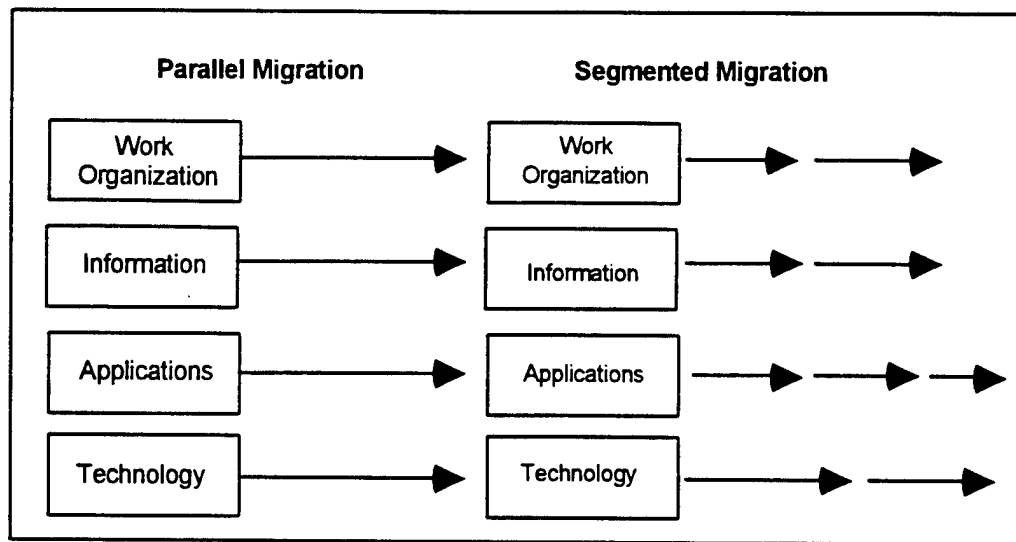 Parallel Migration
Segmented Migration
Work
Organization
Work
Organization
Information
Information
Applications
Applications
Technology
Technology